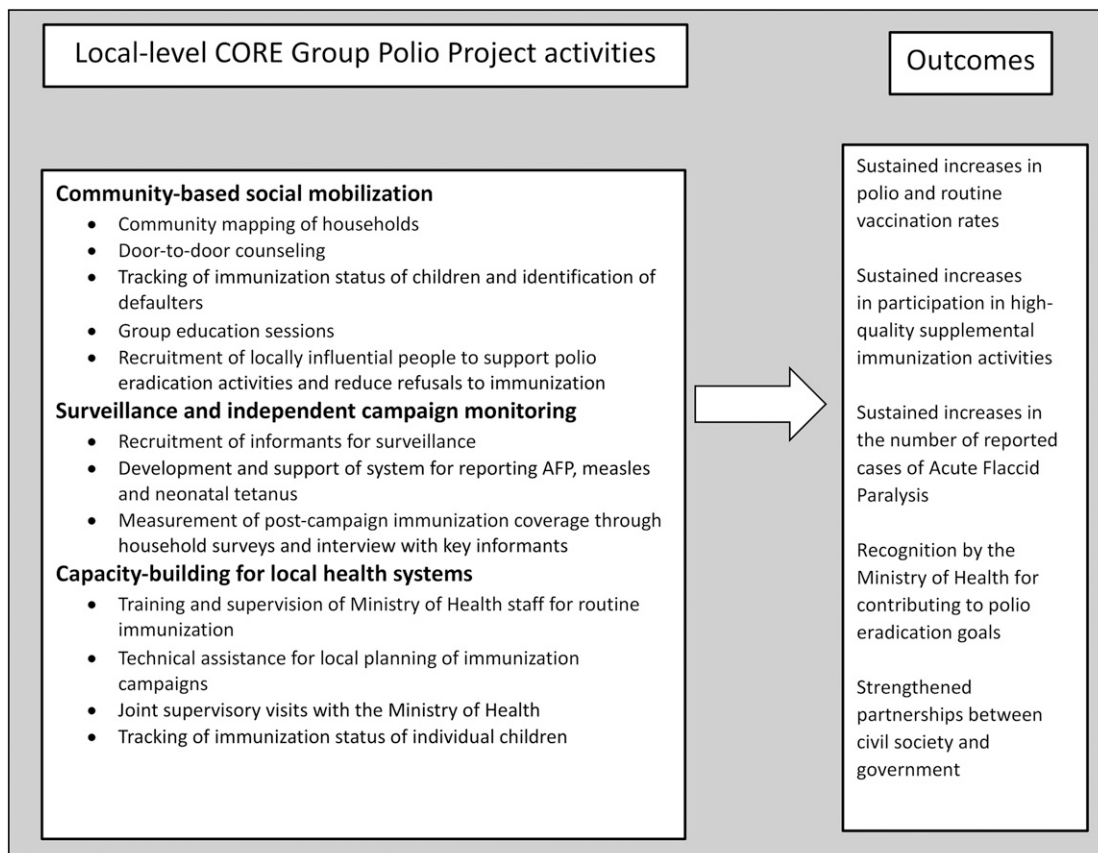 Local-level CORE Group Polio Project activities
Outcomes
Community-based social mobilization
• Community mapping of households
• Door-to-door counseling
• Tracking of immunization status of children and identification of
defaulters
• Group education sessions
• Recruitment of locally influential people to support polio
eradication activities and reduce refusals to immunization
Surveillance and independent campaign monitoring
• Recruitment of informants for surveillance
• Development and support of system for reporting AFP, measles
and neonatal tetanus
• Measurement of post-campaign immunization coverage through
household surveys and interview with key informants
Capacity-building for local health systems
• Training and supervision of Ministry of Health staff for routine
immunization
• Technical assistance for local planning of immunization
campaigns
• Joint supervisory visits with the Ministry of Health
• Tracking of immunization status of individual children
Sustained increases in
polio and routine
vaccination rates
Sustained increases
in participation in high-
quality supplemental
immunization activities
Sustained increases in
the number of reported
cases of Acute Flaccid
Paralysis
Recognition by the
Ministry of Health for
contributing to polio
eradication goals
Strengthened
partnerships between
civil society and
government